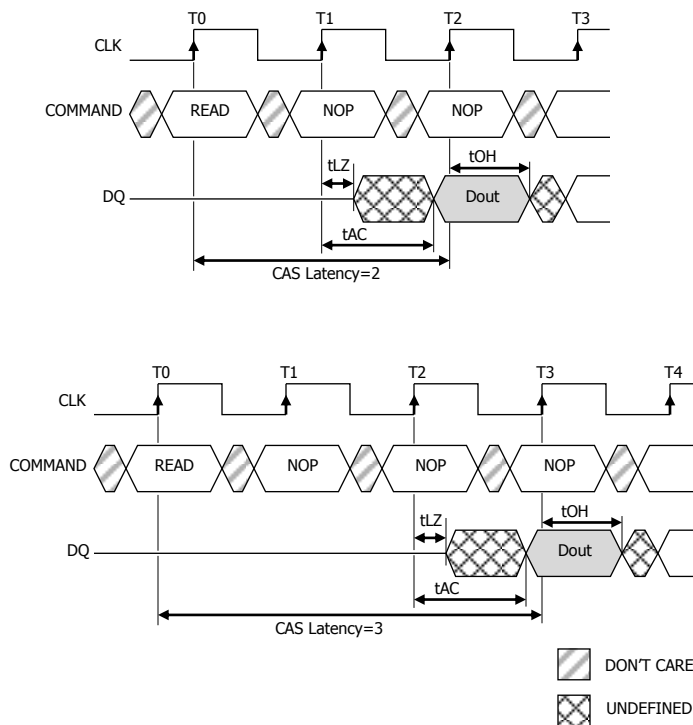 T0 T1 T2 T3
CLK
COMMAND READ NOP NOP
tLZ tOH
DQ Dout
tAC
CAS Latency=2
T0 T1 T2 T3 T4
CLK
COMMAND READ NOP NOP NOP
tLZ tOH
DQ Dout
tAC
CAS Latency=3
DON'T CARE
UNDEFINED